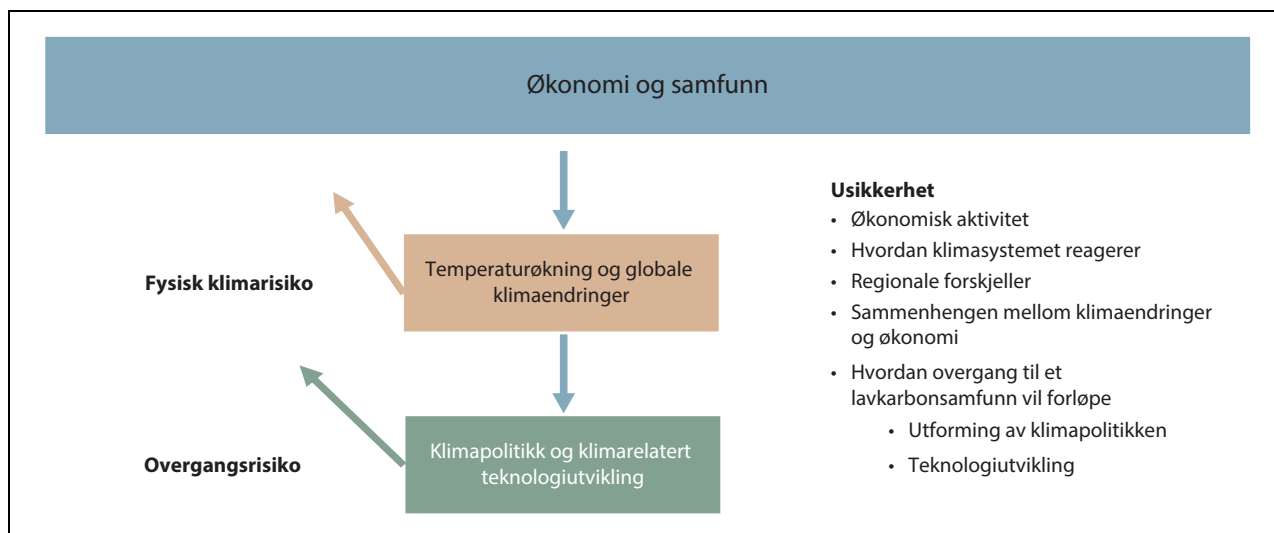 Økonomi og samfunn
Fysisk klimarisiko
Temperaturøkning og globale
klimaendringer
Overgangsrisiko
Klimapolitikk og klimarelatert
teknologiutvikling
Usikkerhet
• Økonomisk aktivitet
• Hvordan klimasystemet reagerer
• Regionale forskjeller
• Sammenhengen mellom klimaendringer
og økonomi
• Hvordan overgang til et
lavkarbonsamfunn vil forløpe
• Utforming av klimapolitikken
• Teknologiutvikling